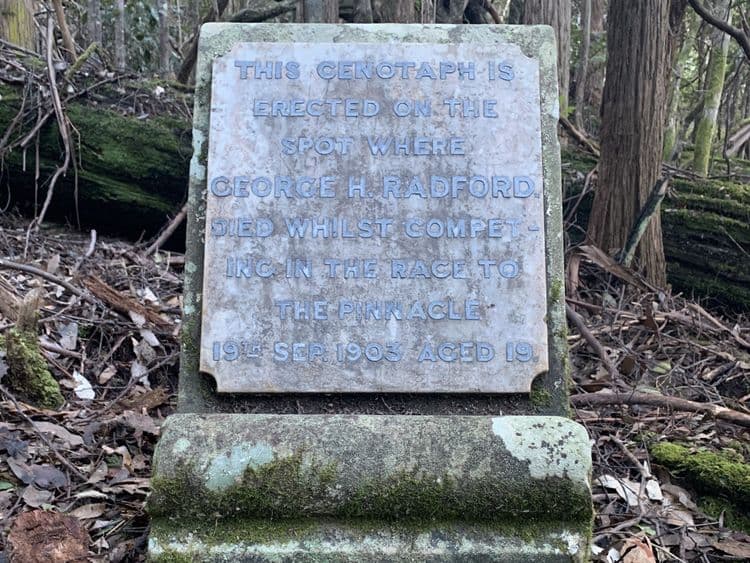 THIS CENOTAPH IS
ERECTED ON THE
SPOT WHERE
GEORGE H. RADFORD.
DIED WHILST COMPET-
ING IN THE RACE TO
THE PINNACLE
19TH SEP. 1903 AGED 19.